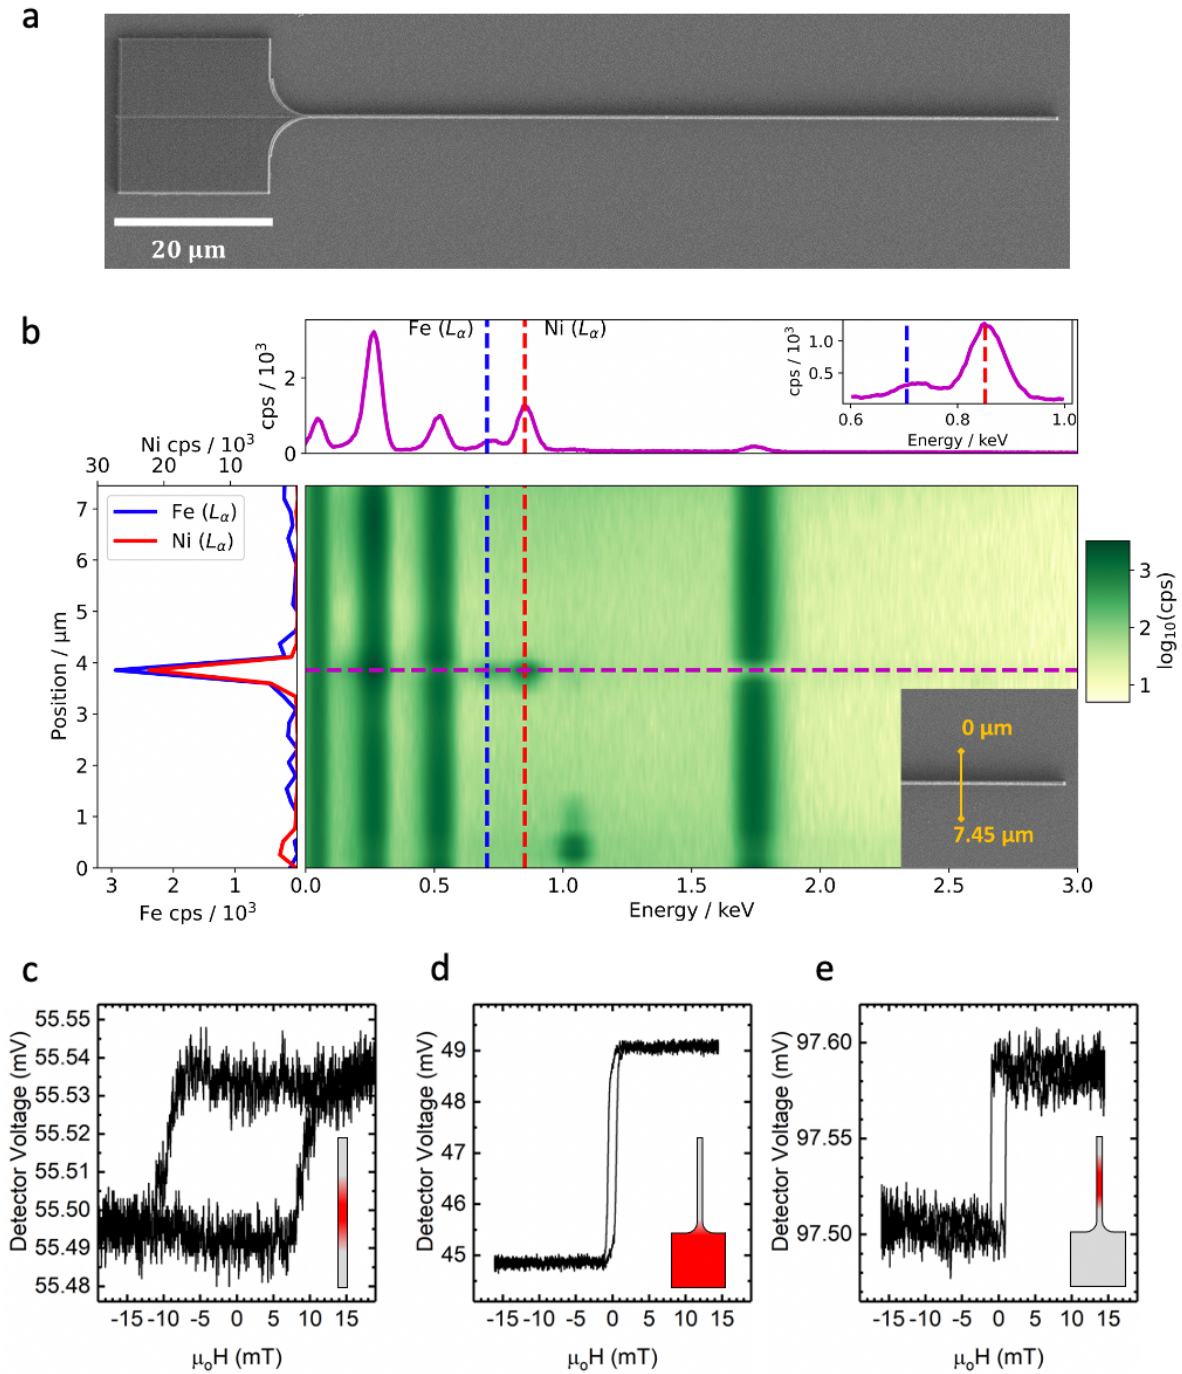 a
20 μm
b
Fe (Lα) Ni (Lα)
cps / 10³
2
0
cps / 10³
1.0
0.5
0.6 0.8 1.0
Energy / keV
Ni cps / 10³
30 20 10
Fe (Lα)
Ni (Lα)
Position / μm
7
6
5
4
3
2
1
0
3 2 1
Fe cps / 10³
0.0 0.5 1.0 1.5 2.0 2.5 3.0
Energy / keV
0 μm
7.45 μm
3
2
1
log₁₀(cps)
c
Detector Voltage (mV)
55.55
55.54
55.53
55.52
55.51
55.50
55.49
55.48
-15 -10 -5 0 5 10 15
μₒH (mT)
d
Detector Voltage (mV)
49
48
47
46
45
-15 -10 -5 0 5 10 15
μₒH (mT)
e
Detector Voltage (mV)
97.60
97.55
97.50
-15 -10 -5 0 5 10 15
μₒH (mT)